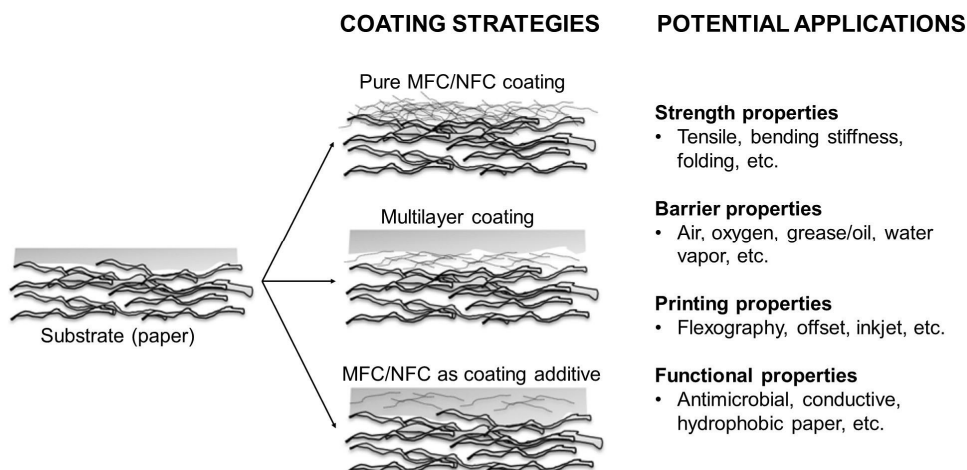 COATING STRATEGIES
POTENTIAL APPLICATIONS
Pure MFC/NFC coating
Multilayer coating
Substrate (paper)
MFC/NFC as coating additive
Strength properties
• Tensile, bending stiffness,
folding, etc.
Barrier properties
• Air, oxygen, grease/oil, water
vapor, etc.
Printing properties
• Flexography, offset, inkjet, etc.
Functional properties
• Antimicrobial, conductive,
hydrophobic paper, etc.